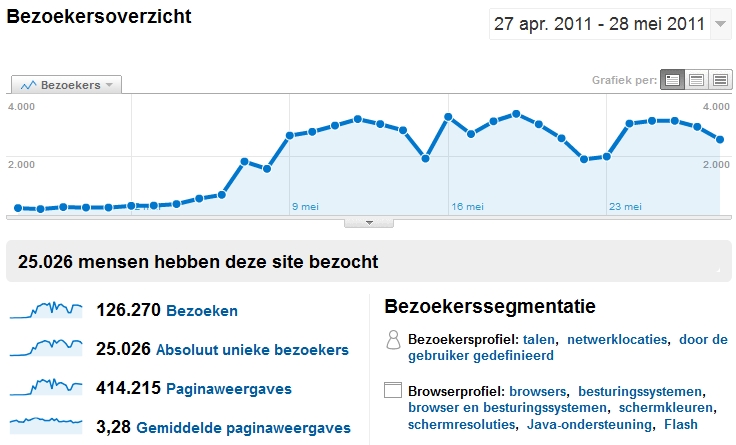 Bezoekersoverzicht
27 apr. 2011 - 28 mei 2011
Bezoekers
Grafiek per:
4.000
4.000
2.000
2.000
9 mei
16 mei
23 mei
25.026 mensen hebben deze site bezocht
126.270 Bezoeken
25.026 Absoluut unieke bezoekers
414.215 Paginaweergaves
3,28 Gemiddelde paginaweergaves
Bezoekerssegmentatie
Bezoekersprofiel: talen, netwerklocaties, door de
gebruiker gedefinieerd
Browserprofiel: browsers, besturingssystemen,
browser en besturingssystemen, schermkleuren,
schermresoluties, Java-ondersteuning, Flash